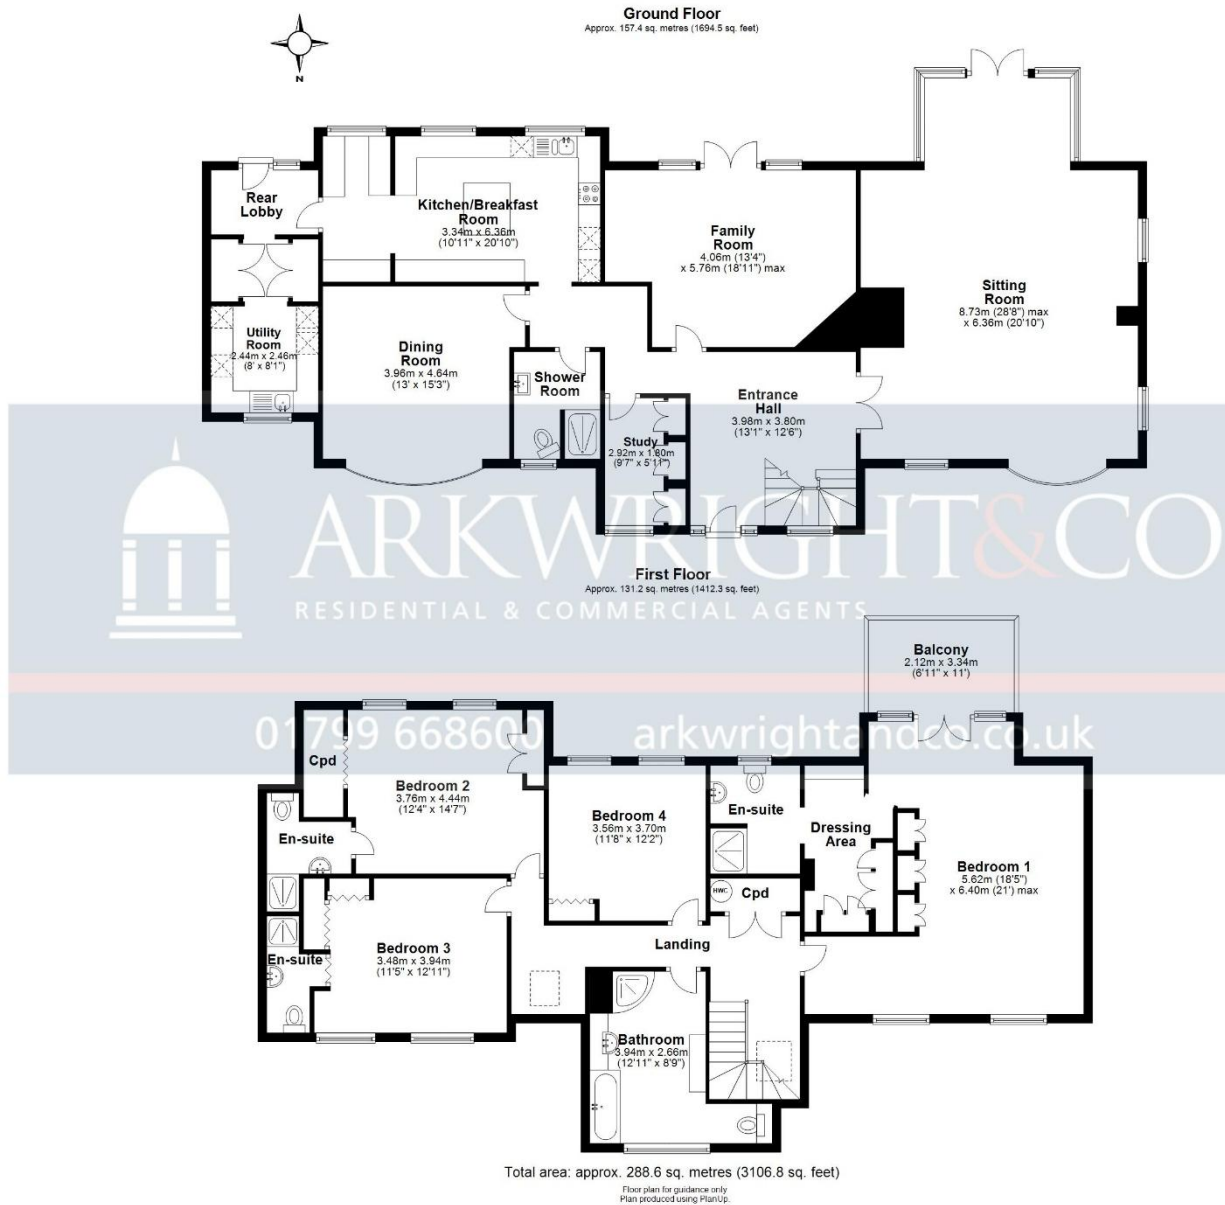 Ground Floor
Approx. 157.4 sq. metres (1694.5 sq. feet)
N
Rear
Lobby
Kitchen/Breakfast
Room
3.34m x 6.36m
(10'11" x 20'10")
Family
Room
4.06m (13'4")
x 5.76m (18'11") max
Sitting
Room
8.73m (28'8") max
x 6.36m (20'10")
Utility
Room
2.44m x 2.46m
(8' x 8'1")
Dining
Room
3.96m x 4.64m
(13' x 15'3")
Shower
Room
Entrance
Hall
3.98m x 3.80m
(13'1" x 12'6")
Study
2.92m x 1.80m
(9'7" x 5'11")
ARKWRIGHT&CO
RESIDENTIAL & COMMERCIAL AGENTS
First Floor
Approx. 131.2 sq. metres (1412.3 sq. feet)
Balcony
2.12m x 3.34m
(6'11" x 11')
01799 668600
arkwrightandco.co.uk
Cpd
Bedroom 2
3.76m x 4.44m
(12'4" x 14'7")
En-suite
Bedroom 4
3.56m x 3.70m
(11'8" x 12'2")
En-suite
Dressing
Area
Bedroom 1
5.62m (18'5")
x 6.40m (21') max
HWC
Cpd
Landing
Bedroom 3
3.48m x 3.94m
(11'5" x 12'11")
En-suite
Bathroom
3.94m x 2.66m
(12'11" x 8'9")
Total area: approx. 288.6 sq. metres (3106.8 sq. feet)
Floor plan for guidance only
Plan produced using PlanUp.